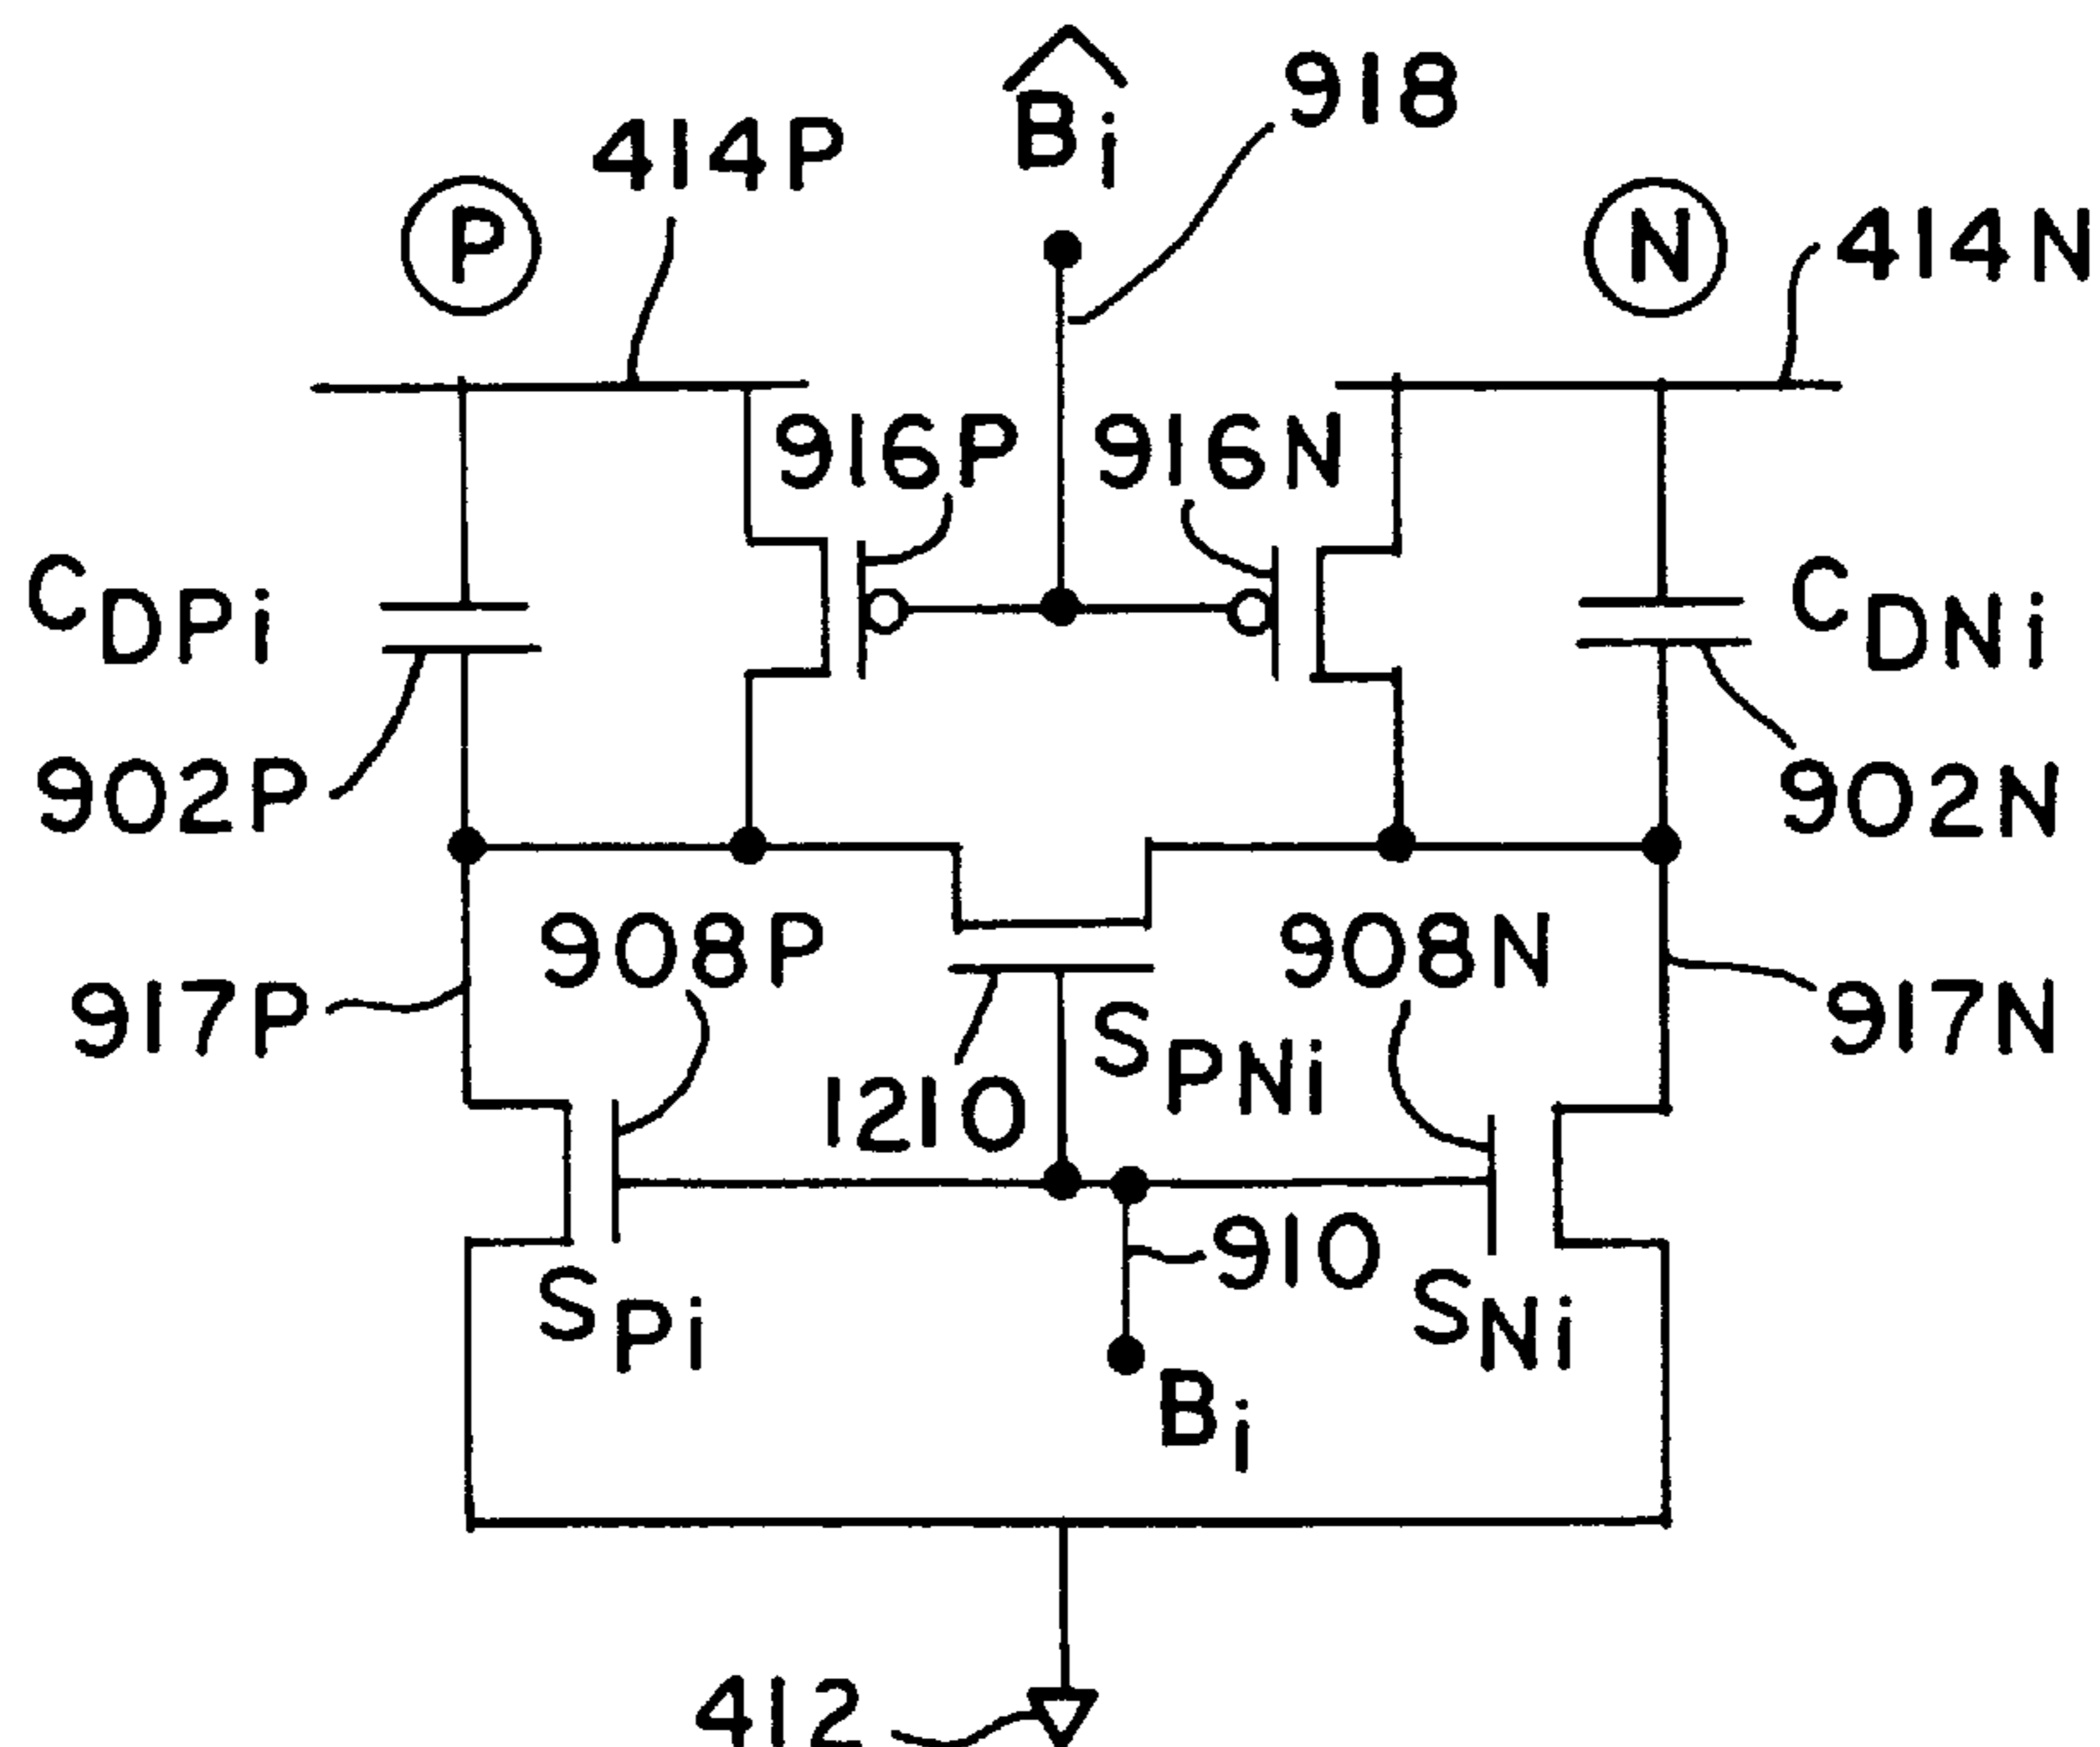 B̂i
918
414P
P
N
414N
916P
916N
CDPi
CDNi
902P
902N
908P
908N
917P
SPNi
917N
1210
910
SPi
SNi
Bi
412